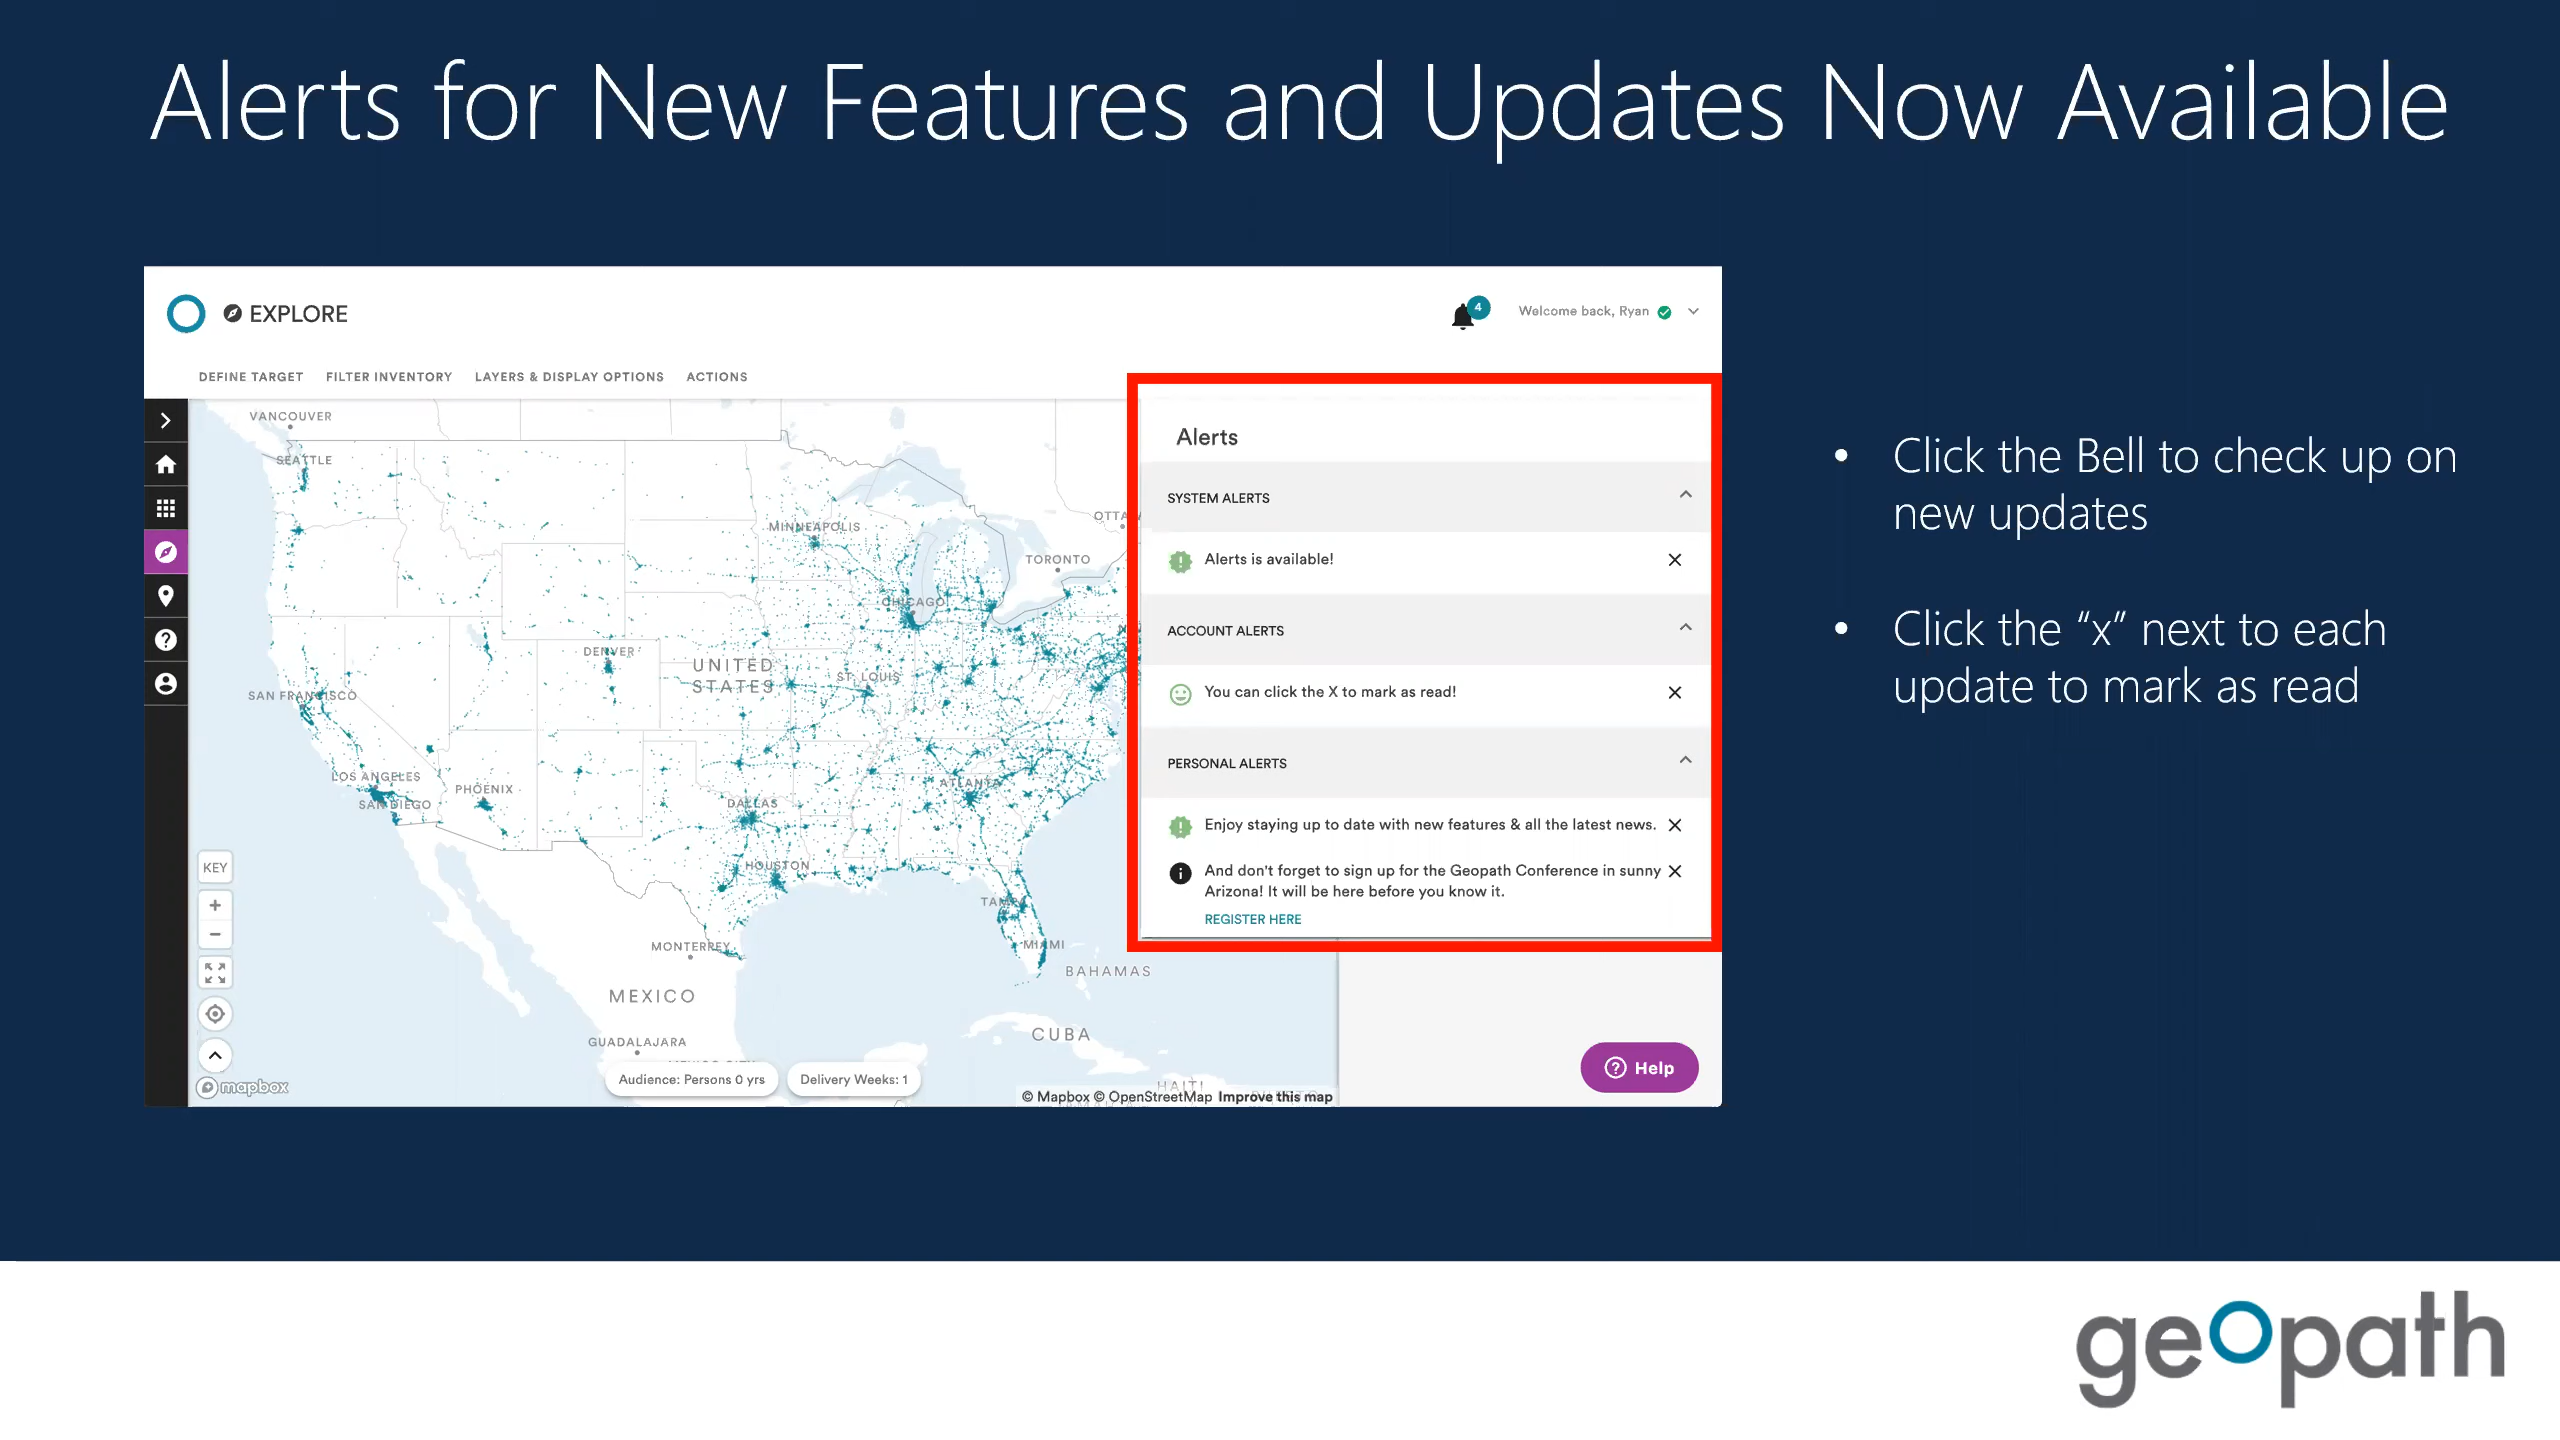 Alerts for New Features and Updates Now Available
EXPLORE
4
Welcome back, Ryan
DEFINE TARGET FILTER INVENTORY LAYERS & DISPLAY OPTIONS ACTIONS
VANCOUVER
SEATTLE
MINNEAPOLIS
OTTA
TORONTO
CHICAGO
DENVER
UNITED
STATES
ST. LOUIS
SAN FRANCISCO
LOS ANGELES
PHOENIX
SAN DIEGO
ATLANTA
DALLAS
HOUSTON
TAMPA
MIAMI
MONTERREY
BAHAMAS
MEXICO
CUBA
GUADALAJARA
MEXICO CITY
HAITI
KEY
+
−
mapbox
Audience: Persons 0 yrs
Delivery Weeks: 1
© Mapbox © OpenStreetMap Improve this map
Alerts
SYSTEM ALERTS
Alerts is available!
ACCOUNT ALERTS
You can click the X to mark as read!
PERSONAL ALERTS
Enjoy staying up to date with new features & all the latest news.
And don't forget to sign up for the Geopath Conference in sunny
Arizona! It will be here before you know it.
REGISTER HERE
Help
• Click the Bell to check up on
new updates
• Click the “x” next to each
update to mark as read
geopath